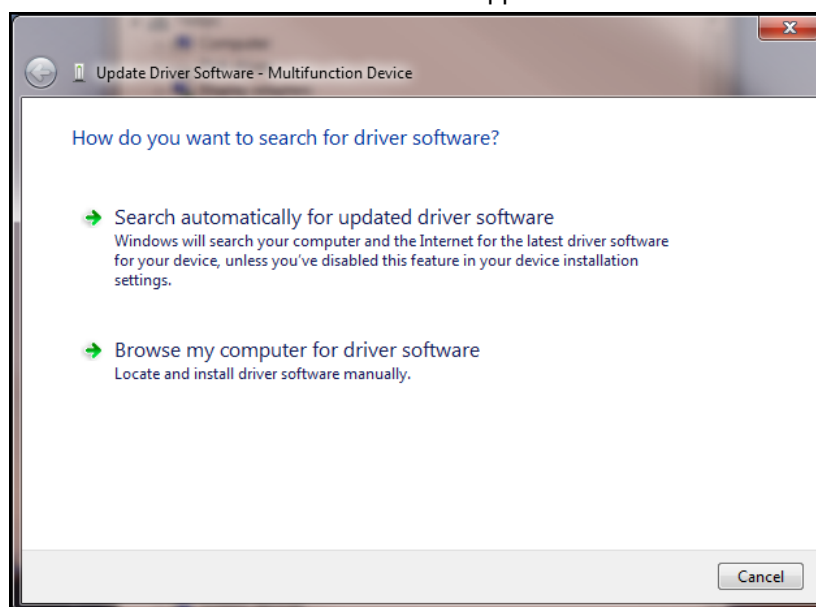 Update Driver Software - Multifunction Device
How do you want to search for driver software?
Search automatically for updated driver software
Windows will search your computer and the Internet for the latest driver software
for your device, unless you've disabled this feature in your device installation
settings.
Browse my computer for driver software
Locate and install driver software manually.
Cancel